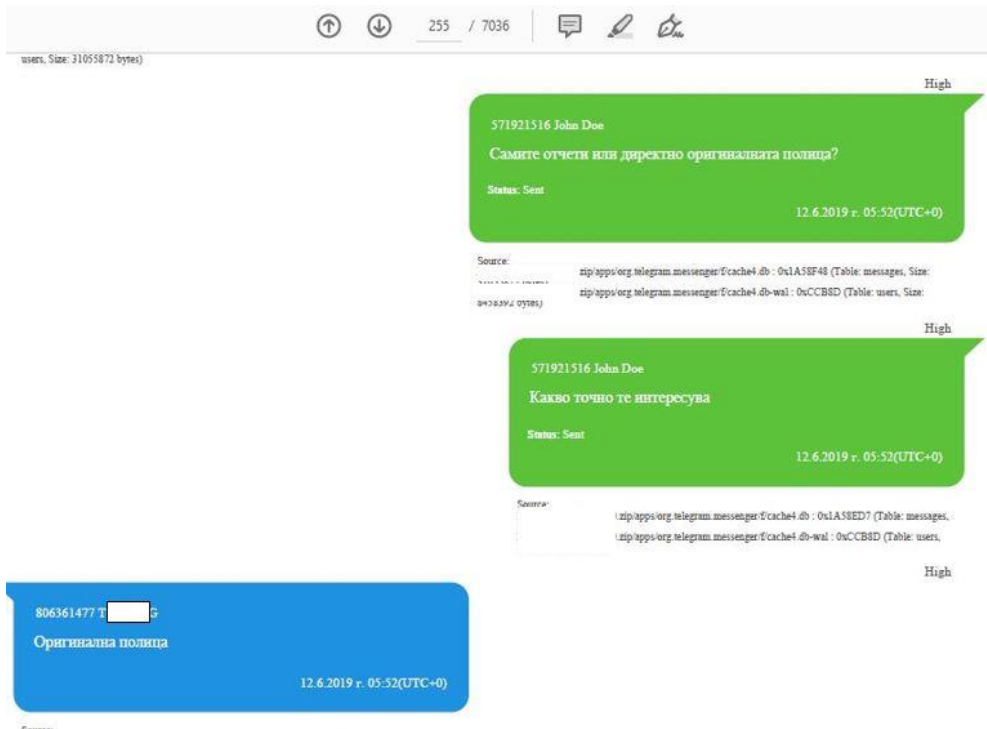 255 / 7036
users, Size: 31055872 bytes)
High
571921516 John Doe
Самите отчети или директно оригиналната полица?
Status: Sent
12.6.2019 г. 05:52(UTC+0)
Source:
zip/apps/org.telegram.messenger/f/cache4.db : 0x1A58F48 (Table: messages, Size:
zip/apps/org.telegram.messenger/f/cache4.db-wal : 0xCCB8D (Table: users, Size:
8458392 bytes)
High
571921516 John Doe
Какво точно те интересува
Status: Sent
12.6.2019 г. 05:52(UTC+0)
Source:
.zip/apps/org.telegram.messenger/f/cache4.db : 0x1A58ED7 (Table: messages,
.zip/apps/org.telegram.messenger/f/cache4.db-wal : 0xCCB8D (Table: users,
High
806361477 T G
Оригинална полица
12.6.2019 г. 05:52(UTC+0)